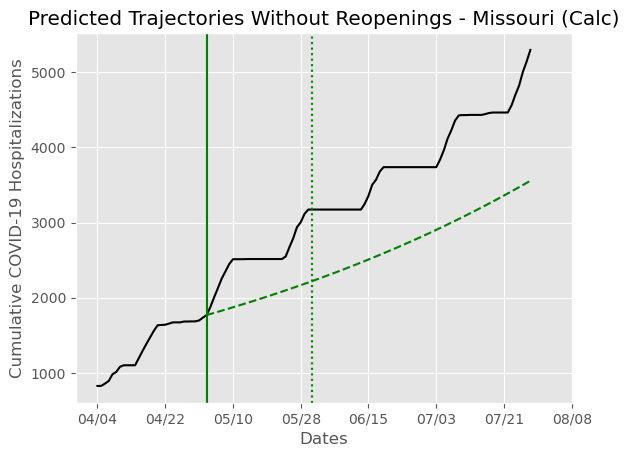 Predicted Trajectories Without Reopenings - Missouri (Calc)
Cumulative COVID-19 Hospitalizations
5000
4000
3000
2000
1000
04/04 04/22 05/10 05/28 06/15 07/03 07/21 08/08
Dates